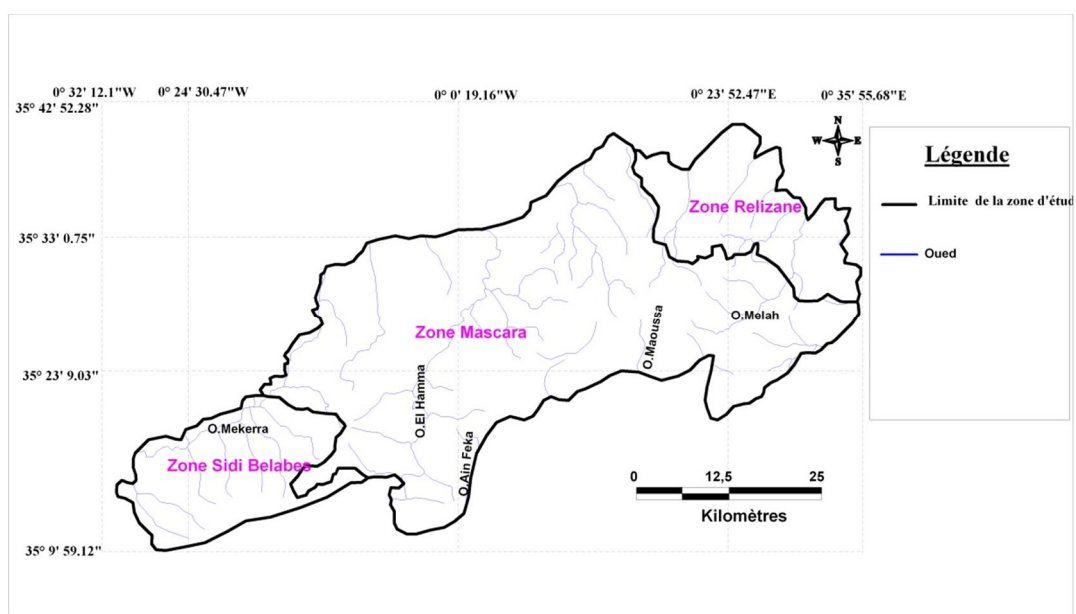 0° 32' 12.1"W 0° 24' 30.47"W 0° 0' 19.16"W 0° 23' 52.47"E 0° 35' 55.68"E
35° 42' 52.28"
N
W E
S
Légende
Limite de la zone d'étud
Zone Relizane
35° 33' 0.75"
Oued
O.Melah
Zone Mascara
O.Maoussa
35° 23' 9.03"
O.El Hamma
O.Mekerra
O.Ain Feka
Zone Sidi Belabes
0 12,5 25
Kilomètres
35° 9' 59.12"